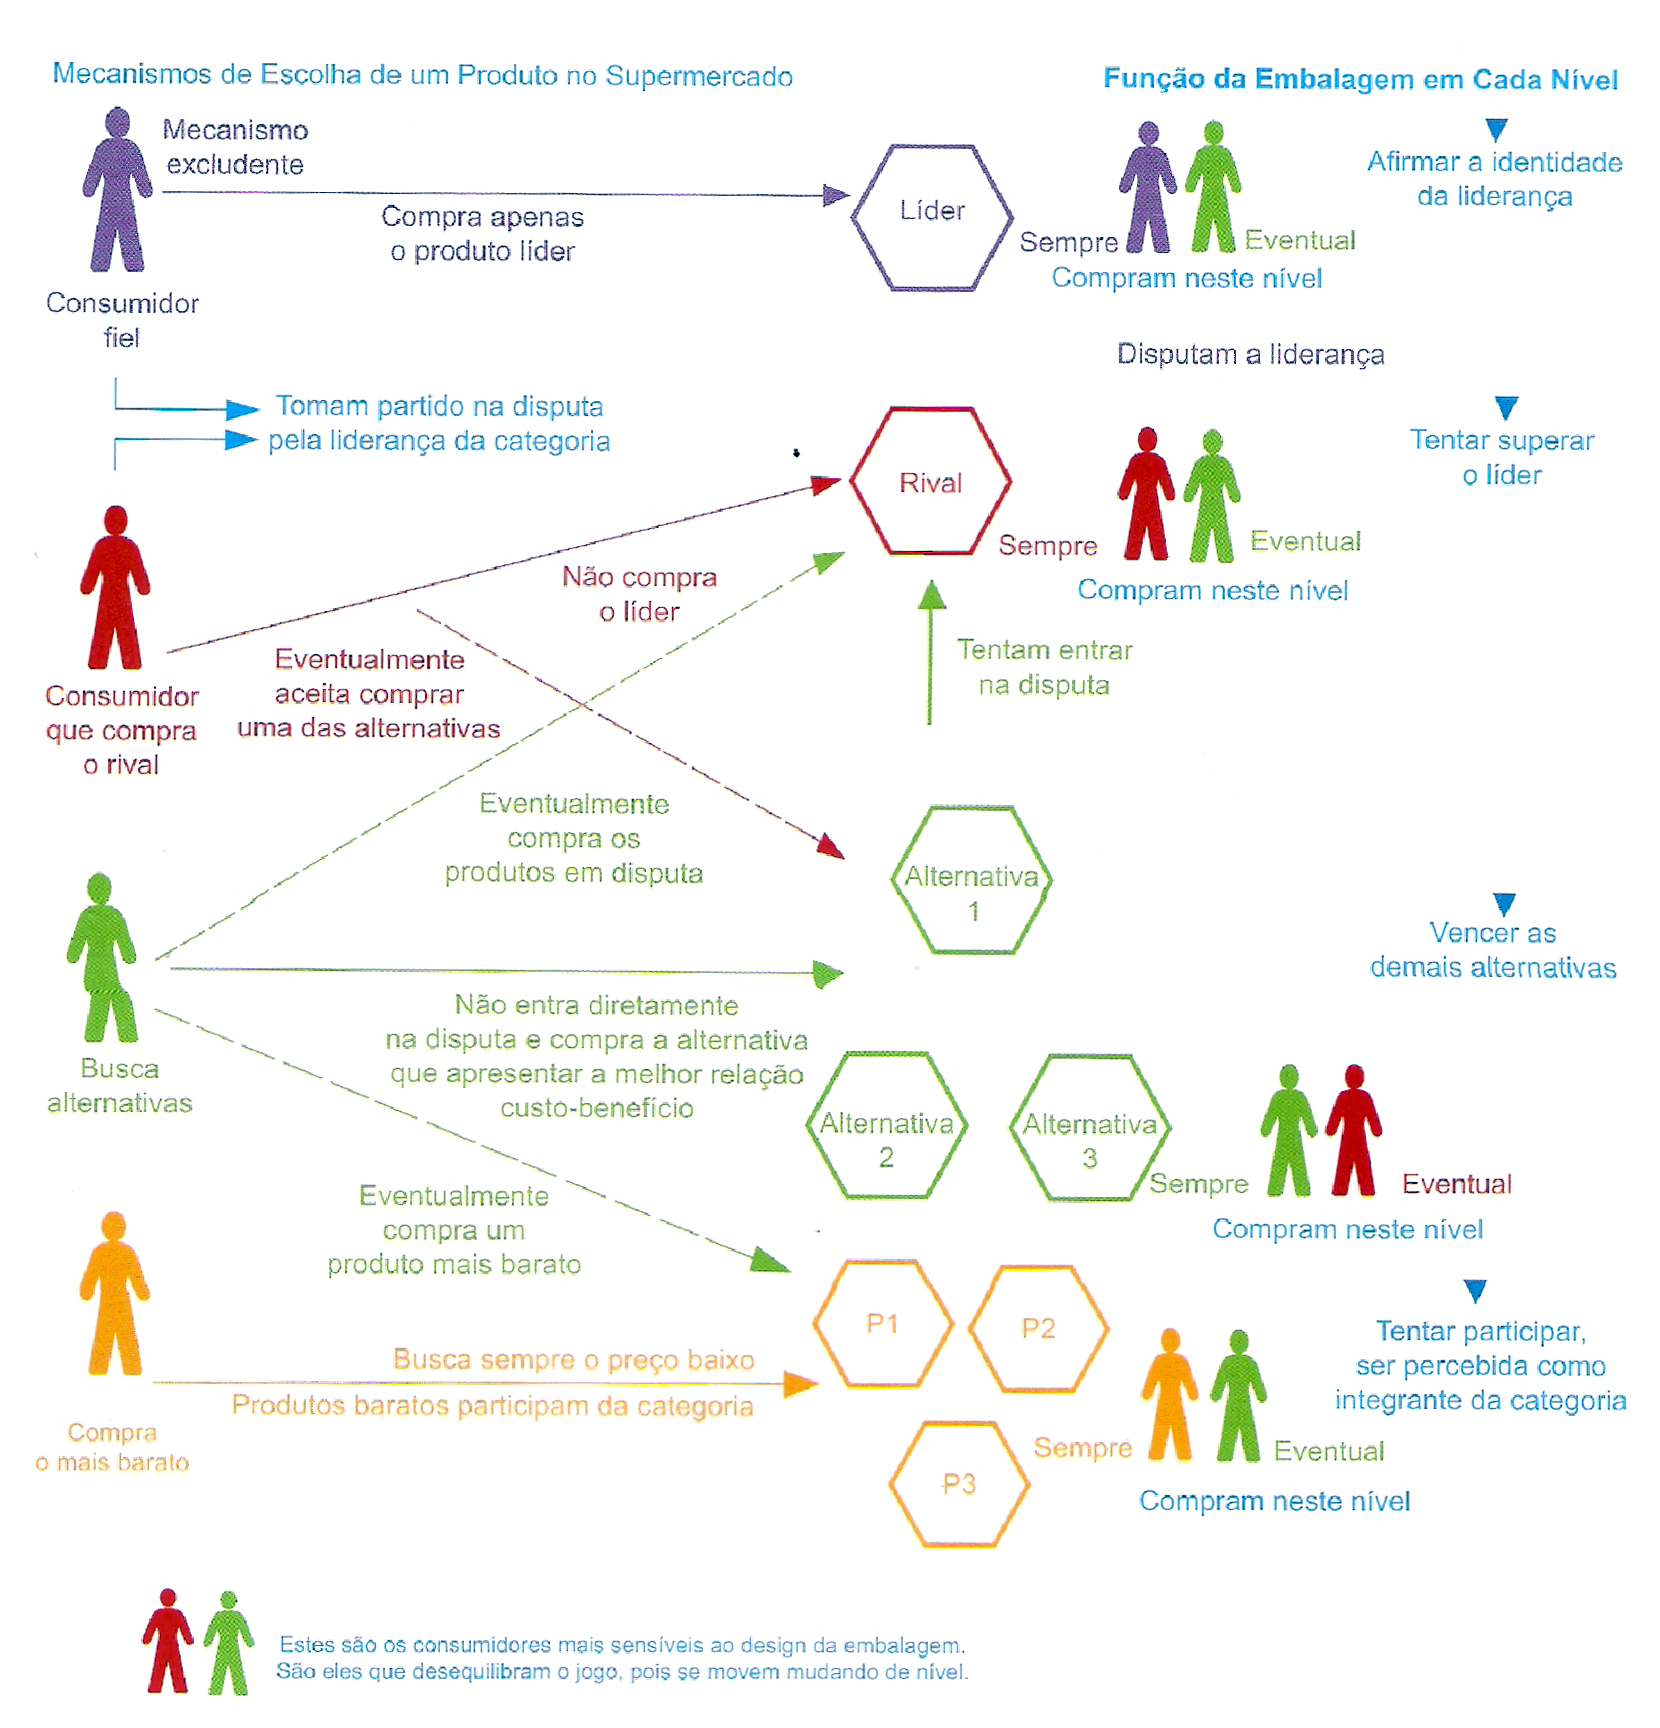 Mecanismos de Escolha de um Produto no Supermercado
Função da Embalagem em Cada Nível
Mecanismo
excludente
Compra apenas
o produto líder
Consumidor
fiel
Líder
Sempre
Eventual
Compram neste nível
Afirmar a identidade
da liderança
Disputam a liderança
Tomam partido na disputa
pela liderança da categoria
Rival
Sempre
Eventual
Compram neste nível
Tentar superar
o líder
Não compra
o líder
Eventualmente
aceita comprar
uma das alternativas
Consumidor
que compra
o rival
Tentam entrar
na disputa
Eventualmente
compra os
produtos em disputa
Alternativa
1
Vencer as
demais alternativas
Não entra diretamente
na disputa e compra a alternativa
que apresentar a melhor relação
custo-benefício
Busca
alternativas
Alternativa
2
Alternativa
3
Sempre
Eventual
Compram neste nível
Eventualmente
compra um
produto mais barato
P1
P2
P3
Busca sempre o preço baixo
Produtos baratos participam da categoria
Compra
o mais barato
Sempre
Eventual
Compram neste nível
Tentar participar,
ser percebida como
integrante da categoria
Estes são os consumidores mais sensíveis ao design da embalagem.
São eles que desequilibram o jogo, pois se movem mudando de nível.